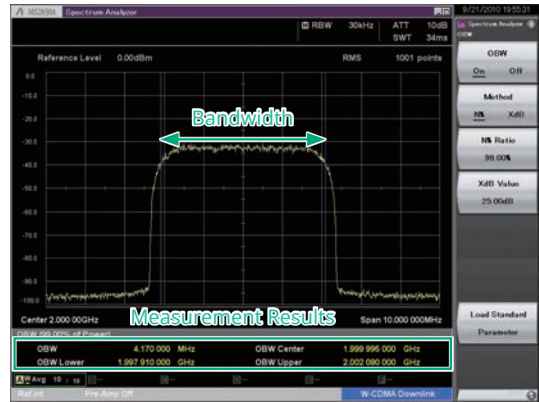 MS2830A Spectrum Analyzer
9/21/2010 19:55:31
RBW 30kHz ATT 10dB
SWT 34ms
Spectrum Analyzer
OBW
Reference Level 0.00dBm RMS 1001 points
OBW
On Off
0.0
-10.0
-20.0
-30.0
-40.0
-50.0
-60.0
-70.0
-80.0
-90.0
-100.0
Bandwidth
Method
N% XdB
N% Ratio
99.00%
XdB Value
25.00dB
Measurement Results
Center 2.000 00GHz Span 10.000 000MHz
Load Standard
Parameter
OBW (99.00% of Power)
OBW 4.170 000 MHz OBW Center 1.999 995 000 GHz
OBW Lower 1.997 910 000 GHz OBW Upper 2.002 080 000 GHz
Avg 10 / 10
Ref.Int Pre-Amp Off W-CDMA Downlink